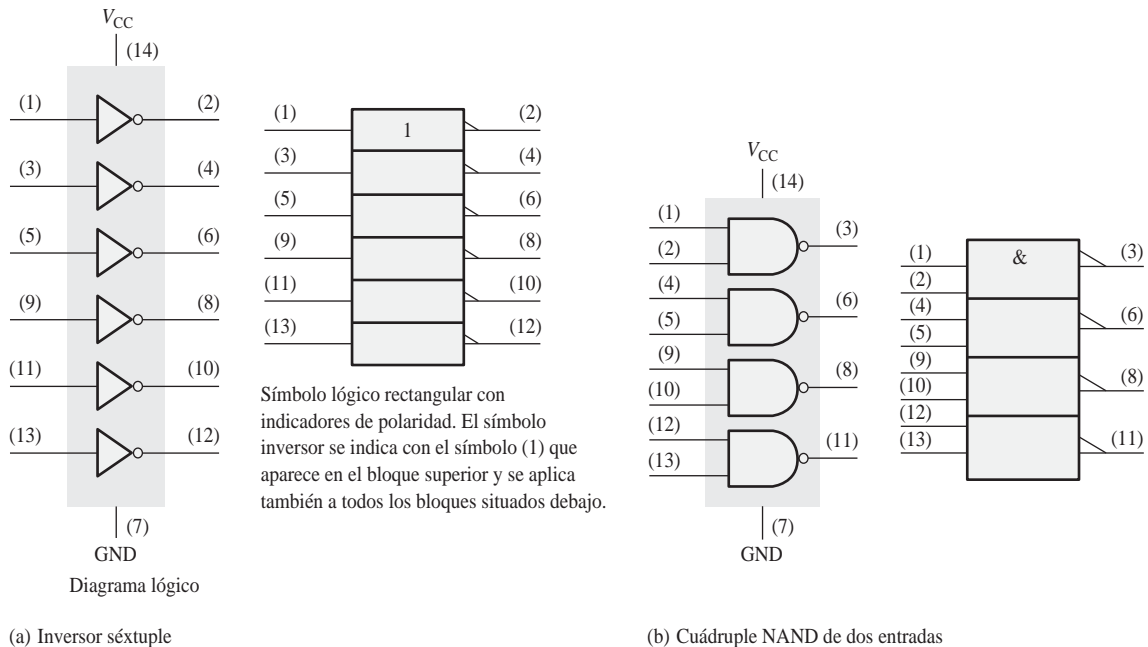 VCC
(14)
(1) (2)
(3) (4)
(5) (6)
(9) (8)
(11) (10)
(13) (12)
(7)
GND
Diagrama lógico
(1) 1 (2)
(3) (4)
(5) (6)
(9) (8)
(11) (10)
(13) (12)
Símbolo lógico rectangular con
indicadores de polaridad. El símbolo
inversor se indica con el símbolo (1) que
aparece en el bloque superior y se aplica
también a todos los bloques situados debajo.
(a) Inversor séxtuple
VCC
(14)
(1)
(2) (3)
(4)
(5) (6)
(9)
(10) (8)
(12)
(13) (11)
(7)
GND
(1) & (3)
(2)
(4) (6)
(5)
(9) (8)
(10)
(12) (11)
(13)
(b) Cuádruple NAND de dos entradas